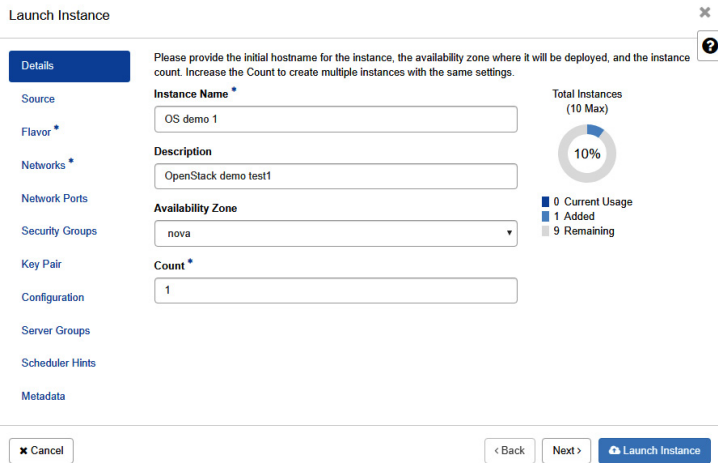 Launch Instance
Details
Source
Flavor *
Networks *
Network Ports
Security Groups
Key Pair
Configuration
Server Groups
Scheduler Hints
Metadata
Please provide the initial hostname for the instance, the availability zone where it will be deployed, and the instance
count. Increase the Count to create multiple instances with the same settings.
Instance Name *
OS demo 1
Description
OpenStack demo test1
Availability Zone
nova
Count *
1
Total Instances
(10 Max)
10%
0 Current Usage
1 Added
9 Remaining
× Cancel
< Back
Next >
Launch Instance